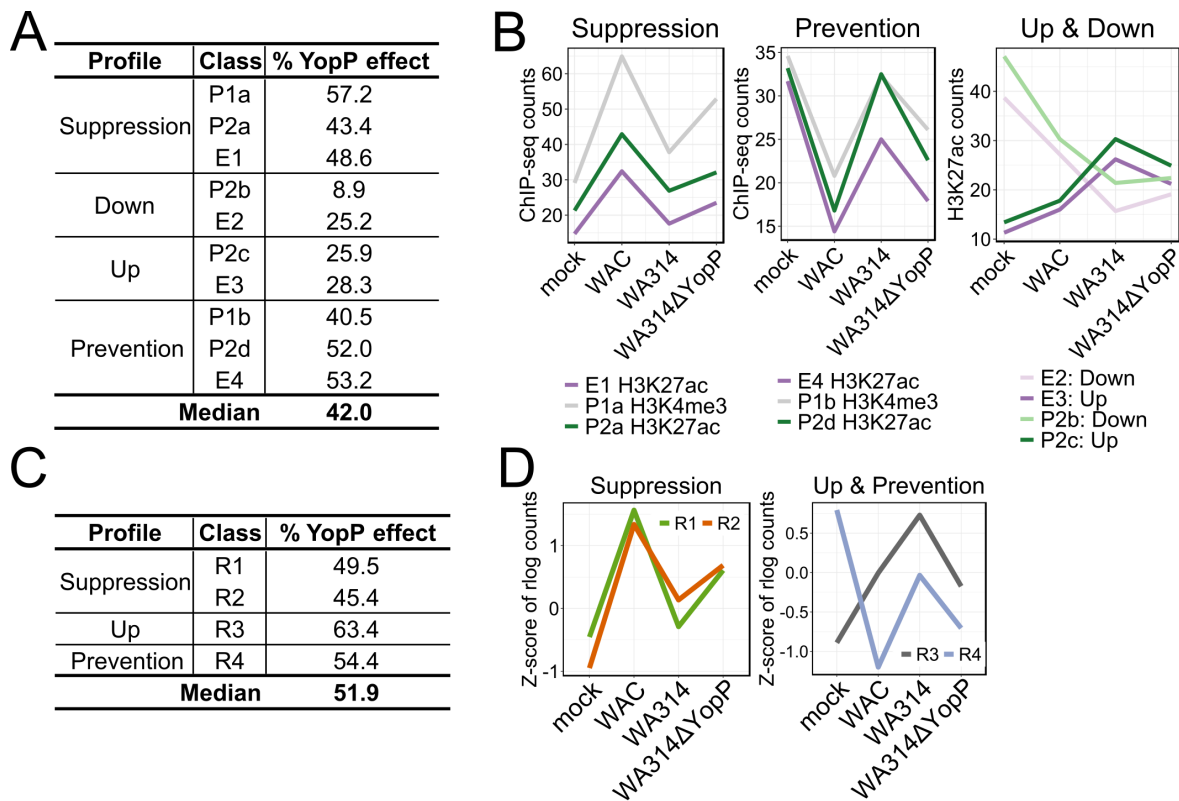 A
Profile Class % YopP effect
Suppression
P1a 57.2
P2a 43.4
E1 48.6
Down
P2b 8.9
E2 25.2
Up
P2c 25.9
E3 28.3
Prevention
P1b 40.5
P2d 52.0
E4 53.2
Median 42.0
B
Suppression
ChIP-seq counts
60
50
40
30
20
mock
WAC
WA314
WA314ΔYopP
E1 H3K27ac
P1a H3K4me3
P2a H3K27ac
Prevention
ChIP-seq counts
35
30
25
20
15
mock
WAC
WA314
WA314ΔYopP
E4 H3K27ac
P1b H3K4me3
P2d H3K27ac
Up & Down
H3K27ac counts
40
30
20
10
mock
WAC
WA314
WA314ΔYopP
E2: Down
E3: Up
P2b: Down
P2c: Up
C
Profile Class % YopP effect
Suppression
R1 49.5
R2 45.4
Up R3 63.4
Prevention R4 54.4
Median 51.9
D
Suppression
Z-score of rlog counts
1
0
-1
R1 R2
mock
WAC
WA314
WA314ΔYopP
Up & Prevention
Z-score of rlog counts
0.5
0.0
-0.5
-1.0
R3 R4
mock
WAC
WA314
WA314ΔYopP